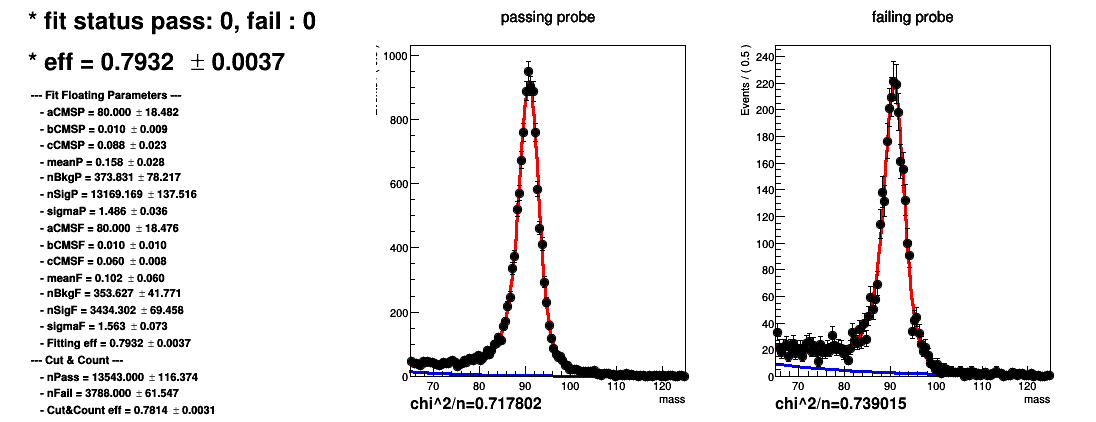 * fit status pass: 0, fail : 0
* eff = 0.7932 ± 0.0037
--- Fit Floating Parameters ---
- aCMSP = 80.000 ± 18.482
- bCMSP = 0.010 ± 0.009
- cCMSP = 0.088 ± 0.023
- meanP = 0.158 ± 0.028
- nBkgP = 373.831 ± 78.217
- nSigP = 13169.169 ± 137.516
- sigmaP = 1.486 ± 0.036
- aCMSF = 80.000 ± 18.476
- bCMSF = 0.010 ± 0.010
- cCMSF = 0.060 ± 0.008
- meanF = 0.102 ± 0.060
- nBkgF = 353.627 ± 41.771
- nSigF = 3434.302 ± 69.458
- sigmaF = 1.563 ± 0.073
- Fitting eff = 0.7932 ± 0.0037
--- Cut & Count ---
- nPass = 13543.000 ± 116.374
- nFail = 3788.000 ± 61.547
- Cut&Count eff = 0.7814 ± 0.0031
passing probe
1000
800
600
400
200
0
70 80 90 100 110 120
mass
chi^2/n=0.717802
failing probe
Events / ( 0.5 )
240
220
200
180
160
140
120
100
80
60
40
20
0
70 80 90 100 110 120
mass
chi^2/n=0.739015